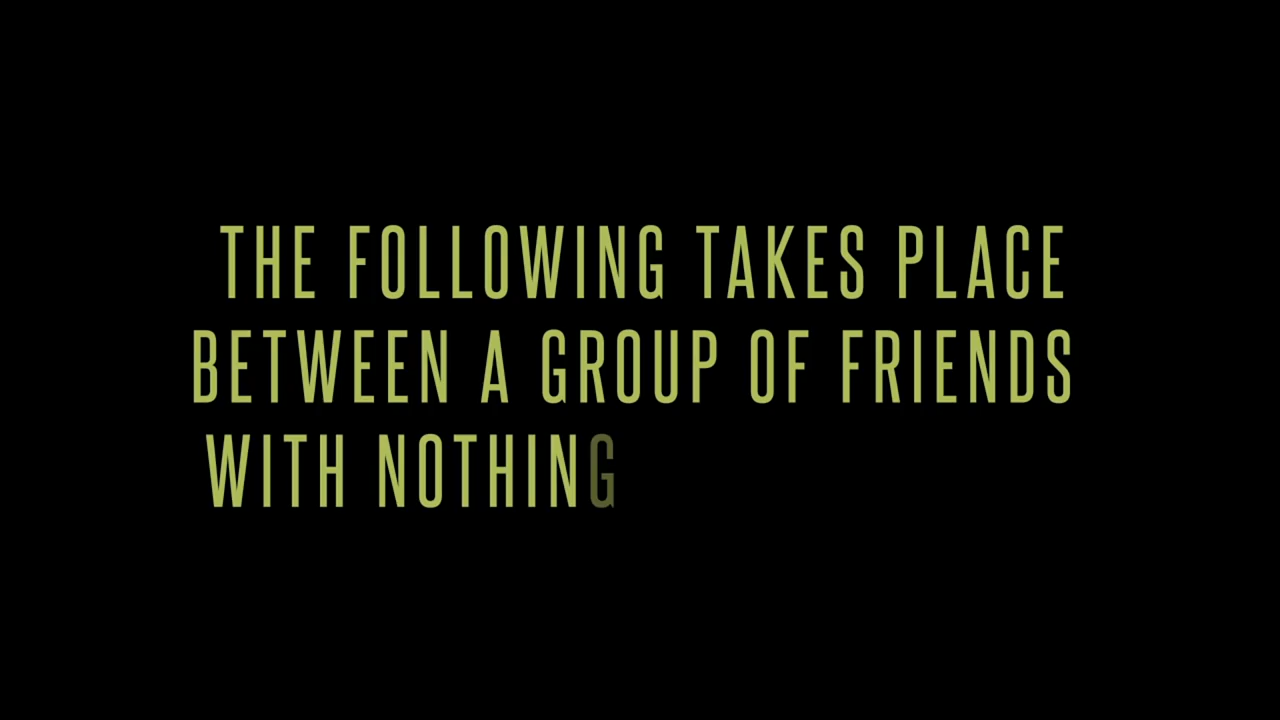 THE FOLLOWING TAKES PLACE
BETWEEN A GROUP OF FRIENDS
WITH NOTHING